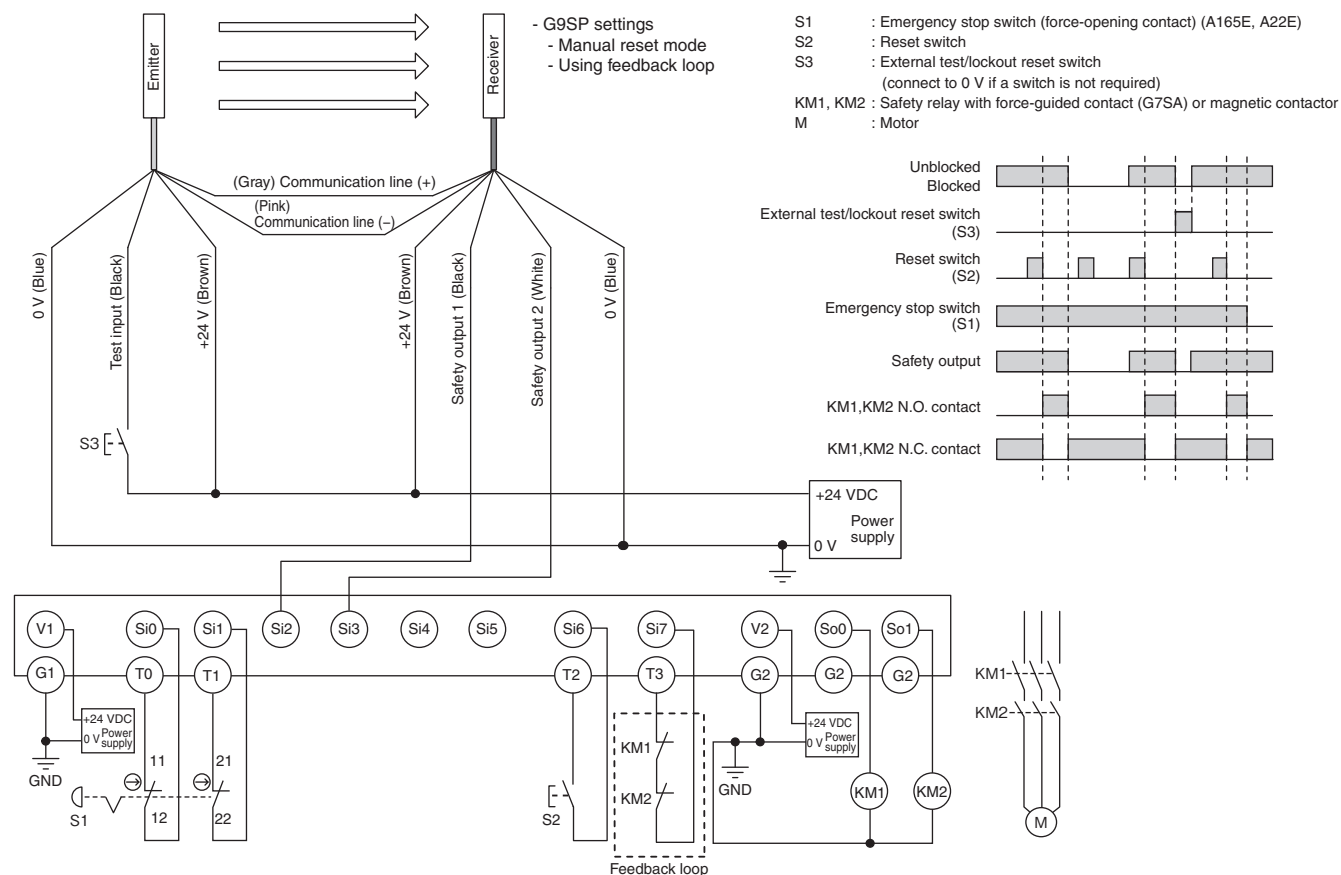 - G9SP settings
- Manual reset mode
- Using feedback loop
S1 : Emergency stop switch (force-opening contact) (A165E, A22E)
S2 : Reset switch
S3 : External test/lockout reset switch
(connect to 0 V if a switch is not required)
KM1, KM2 : Safety relay with force-guided contact (G7SA) or magnetic contactor
M : Motor
Emitter
Receiver
(Gray) Communication line (+)
(Pink)
Communication line (−)
0 V (Blue)
Test input (Black)
+24 V (Brown)
+24 V (Brown)
Safety output 1 (Black)
Safety output 2 (White)
0 V (Blue)
S3
+24 VDC
Power
supply
0 V
Unblocked
Blocked
External test/lockout reset switch
(S3)
Reset switch
(S2)
Emergency stop switch
(S1)
Safety output
KM1,KM2 N.O. contact
KM1,KM2 N.C. contact
V1 Si0 Si1 Si2 Si3 Si4 Si5 Si6 Si7 V2 So0 So1
G1 T0 T1 T2 T3 G2 G2 G2
+24 VDC
0 V Power
supply
GND
11
21
12
22
S1
S2
KM1
KM2
Feedback loop
+24 VDC
0 V Power
supply
GND
KM1
KM2
KM1
KM2
M